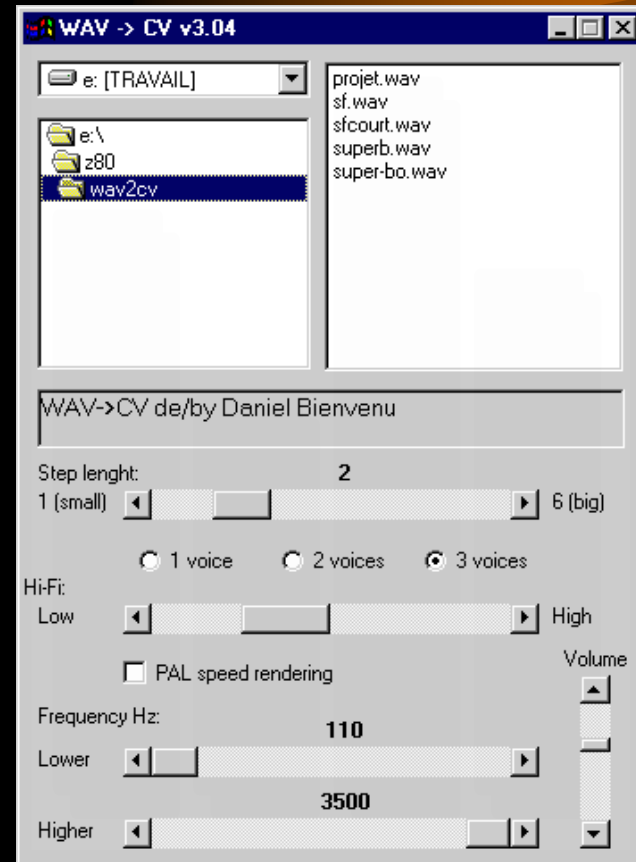 WAV -> CV v3.04
e: [TRAVAIL]
e:\
z80
wav2cv
projet.wav
sf.wav
sfcourt.wav
superb.wav
super-bo.wav
WAV->CV de/by Daniel Bienvenu
Step lenght:
2
1 (small)
6 (big)
1 voice
2 voices
3 voices
Hi-Fi:
Low
High
PAL speed rendering
Volume
Frequency Hz:
110
Lower
3500
Higher